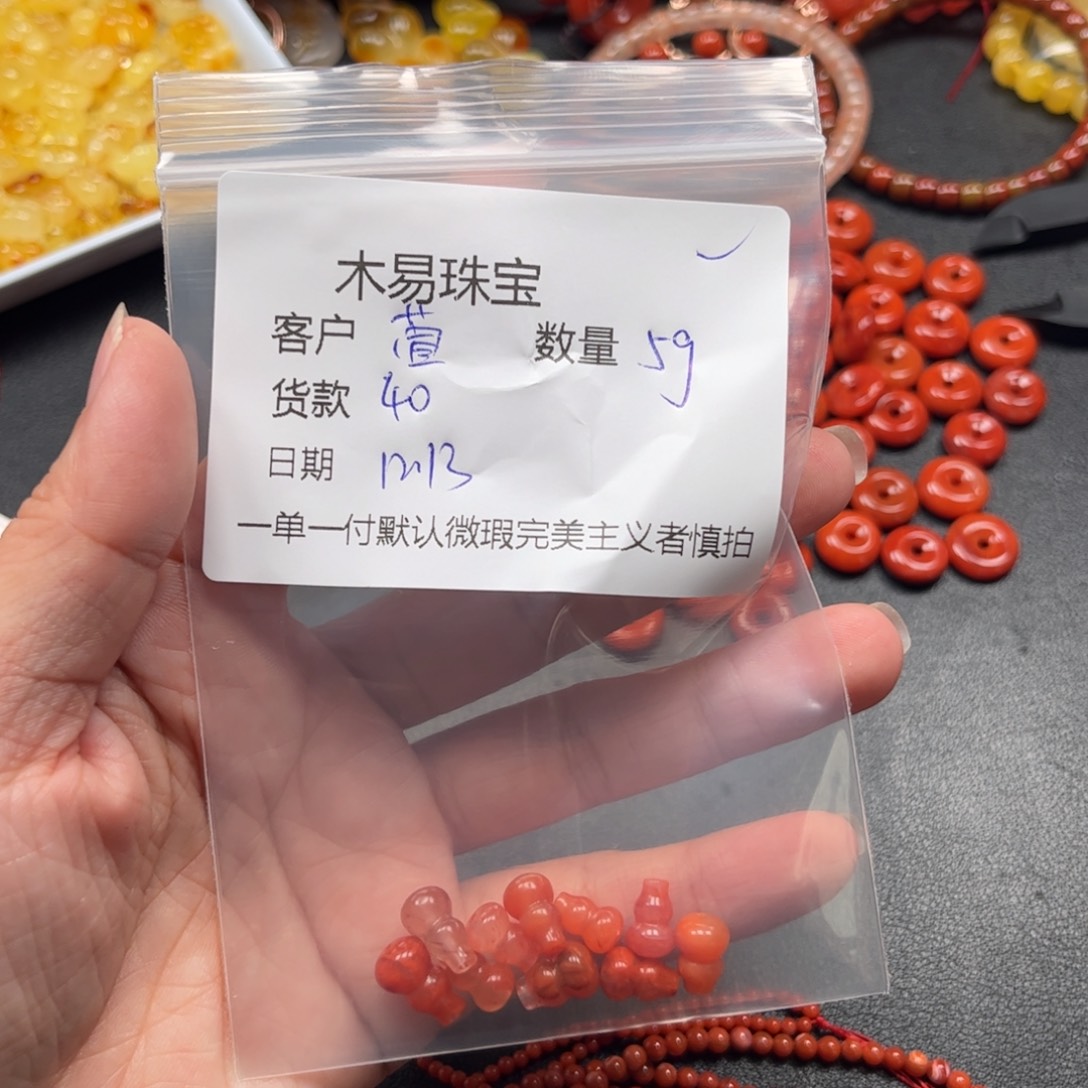 木易珠宝
客户 萱 数量 5g
货款 40
日期 12.13
一单一付默认微瑕完美主义者慎拍